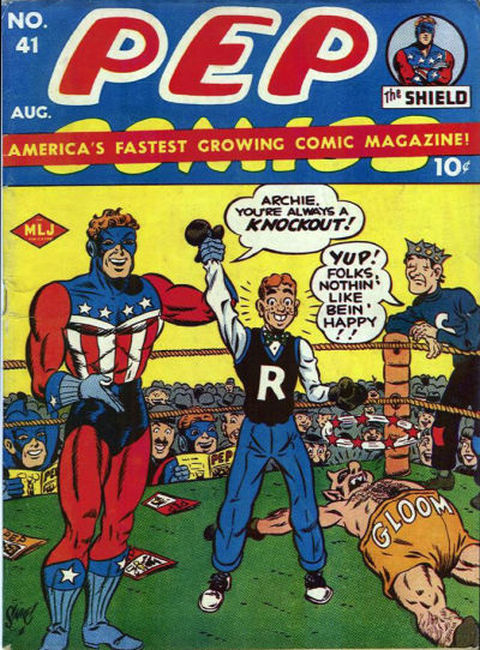 NO.
41
AUG.
PEP
COMICS
AMERICA'S FASTEST GROWING COMIC MAGAZINE!
10¢
The SHIELD
MLJ
ARCHIE,
YOU'RE ALWAYS A
KNOCKOUT!
YUP!
FOLKS,
NOTHIN'
LIKE
BEIN'
HAPPY
!!
R
C
PEP
PEP
GLOOM